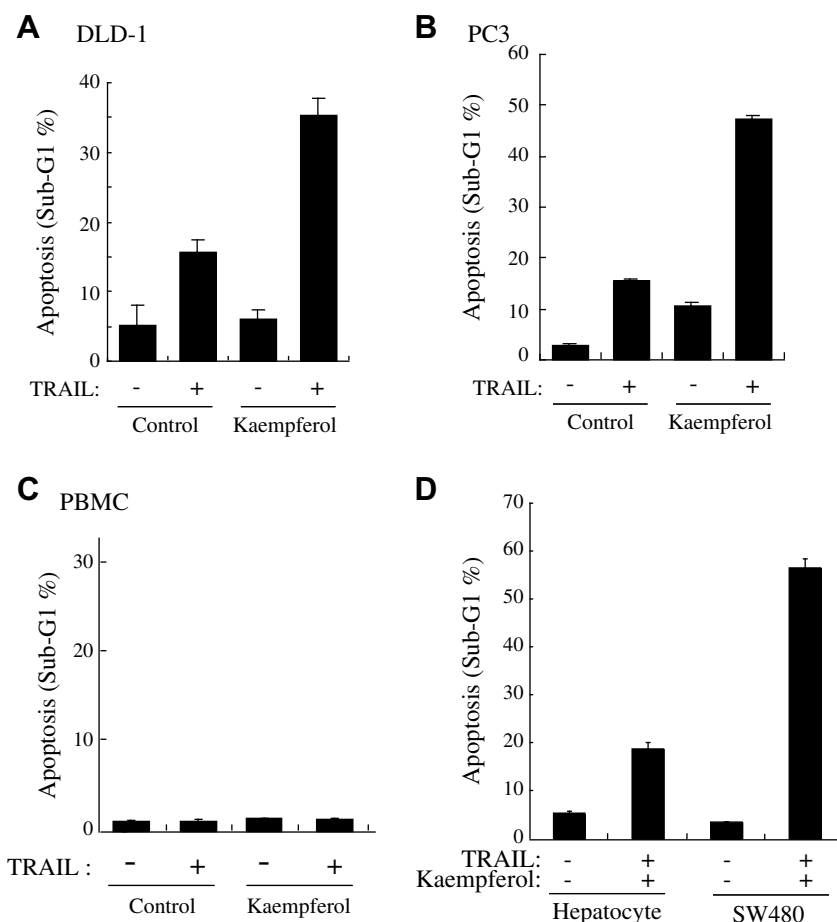 A DLD-1
Apoptosis (Sub-G1 %)
40
30
20
10
0
TRAIL: - + - +
Control Kaempferol
B PC3
Apoptosis (Sub-G1 %)
60
50
40
30
20
10
0
TRAIL: - + - +
Control Kaempferol
C PBMC
Apoptosis (Sub-G1 %)
30
20
10
0
TRAIL : - + - +
Control Kaempferol
D
Apoptosis (Sub-G1 %)
70
60
50
40
30
20
10
0
TRAIL: - + - +
Kaempferol: - + - +
Hepatocyte SW480